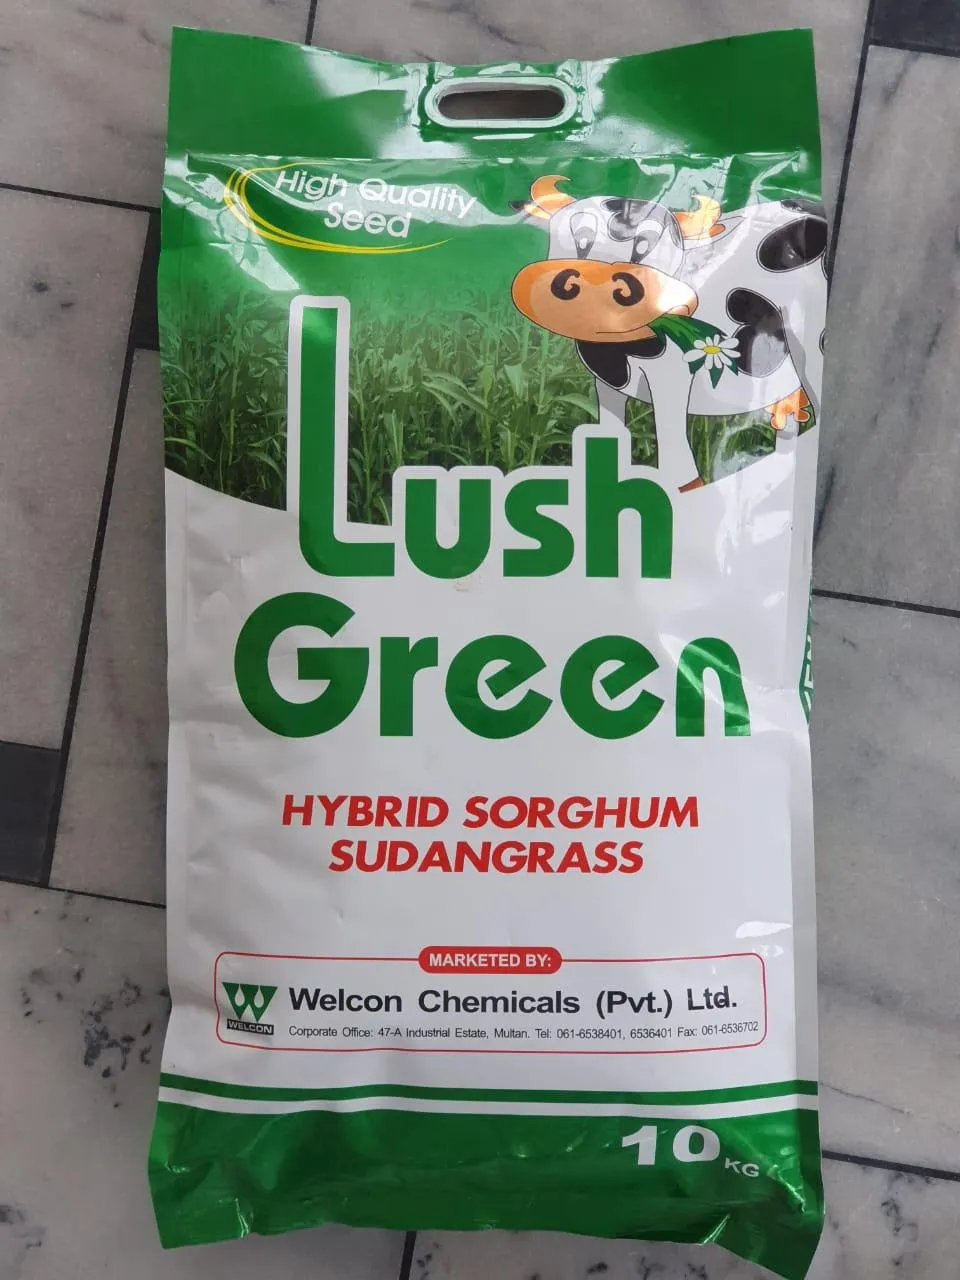 High Quality
Seed
Lush
Green
HYBRID SORGHUM
SUDANGRASS
MARKETED BY:
WELCON
Welcon Chemicals (Pvt.) Ltd.
Corporate Office: 47-A Industrial Estate, Multan. Tel: 061-6538401, 6536401 Fax: 061-6536702
10 KG